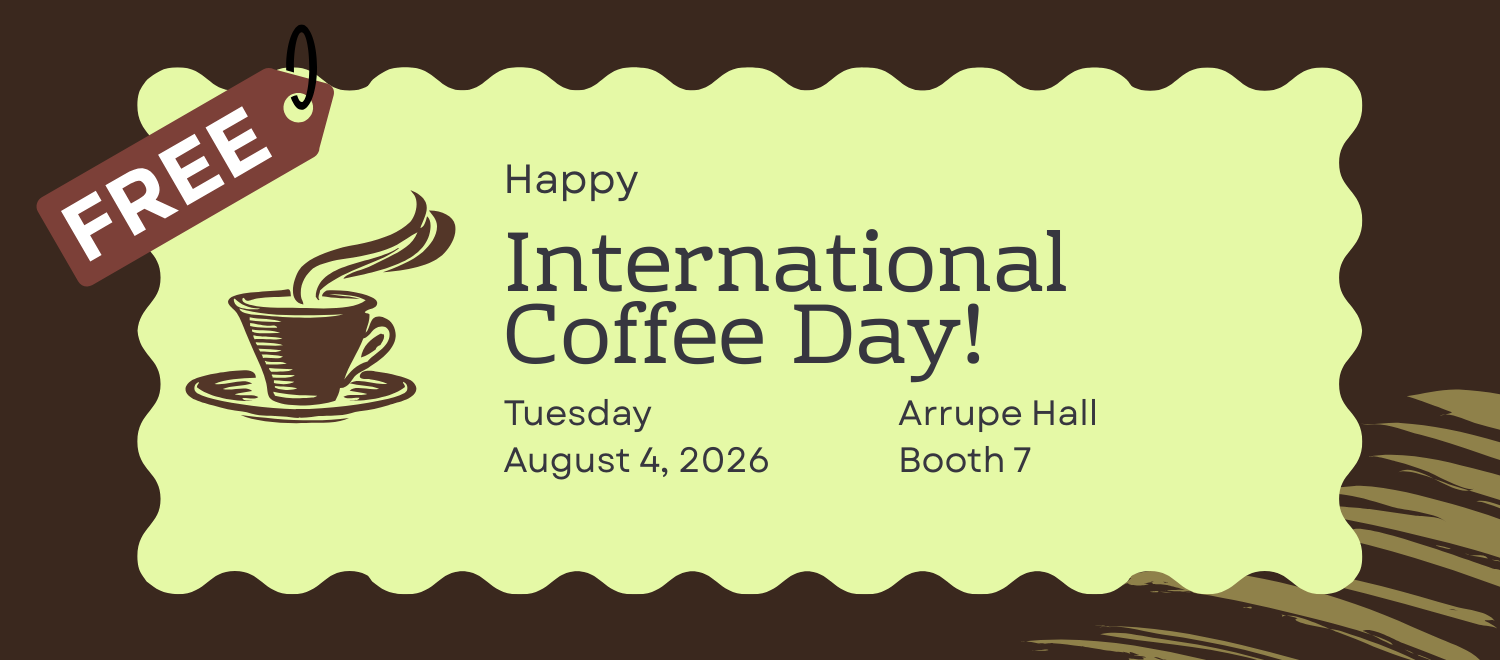 FREE
Happy
International
Coffee Day!
Tuesday
August 4, 2026
Arrupe Hall
Booth 7